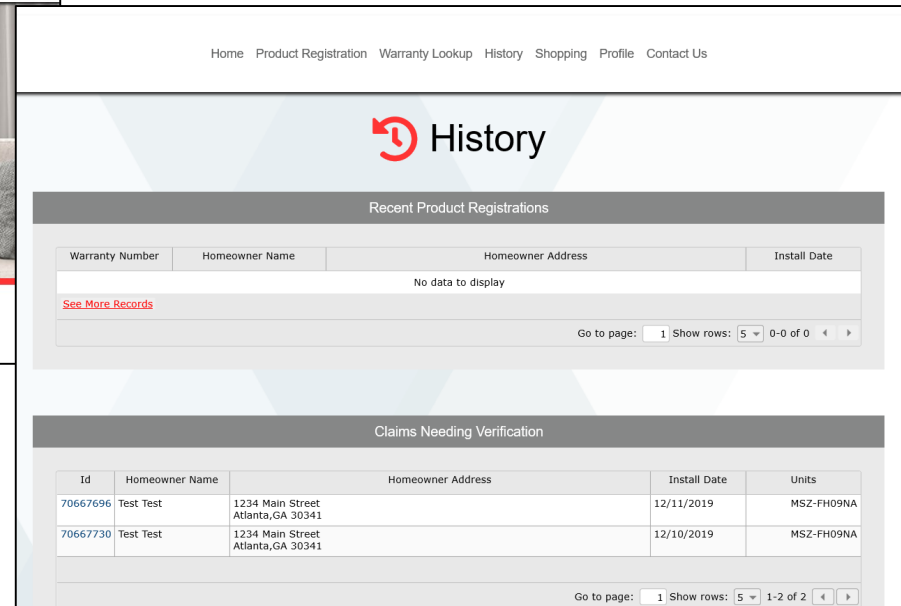 Home Product Registration Warranty Lookup History Shopping Profile Contact Us
History
Recent Product Registrations
Warranty Number Homeowner Name Homeowner Address Install Date
No data to display
See More Records
Go to page: 1 Show rows: 5 0-0 of 0
Claims Needing Verification
Id Homeowner Name Homeowner Address Install Date Units
70667696 Test Test 1234 Main Street 12/11/2019 MSZ-FH09NA
Atlanta,GA 30341
70667730 Test Test 1234 Main Street 12/10/2019 MSZ-FH09NA
Atlanta,GA 30341
Go to page: 1 Show rows: 5 1-2 of 2